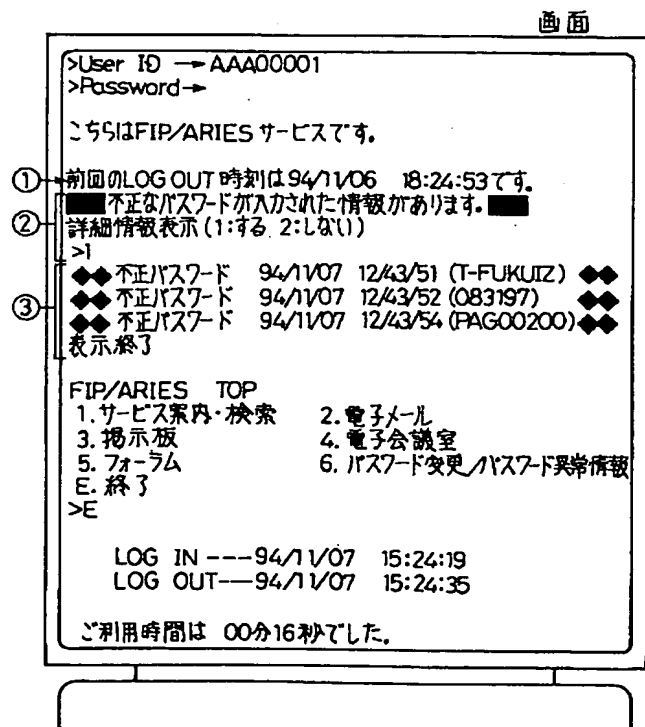 画面
>User ID → AAA00001
>Password→
こちらはFIP/ARIESサービスです。
① 前回のLOG OUT時刻は94/11/06 18:24:53です。
② 不正なパスワードが入力された情報があります。
詳細情報表示(1:する 2:しない)
>1
◆◆不正パスワード 94/11/07 12/43/51 (T-FUKUIZ) ◆◆
③ ◆◆不正パスワード 94/11/07 12/43/52 (083197) ◆◆
◆◆不正パスワード 94/11/07 12/43/54 (PAG00200)◆◆
表示終了
FIP/ARIES TOP
1.サービス案内・検索 2.電子メール
3.掲示板 4.電子会議室
5.フォーラム 6.パスワード変更/パスワード異常情報
E.終了
>E
LOG IN ---94/11/07 15:24:19
LOG OUT---94/11/07 15:24:35
ご利用時間は 00分16秒でした。